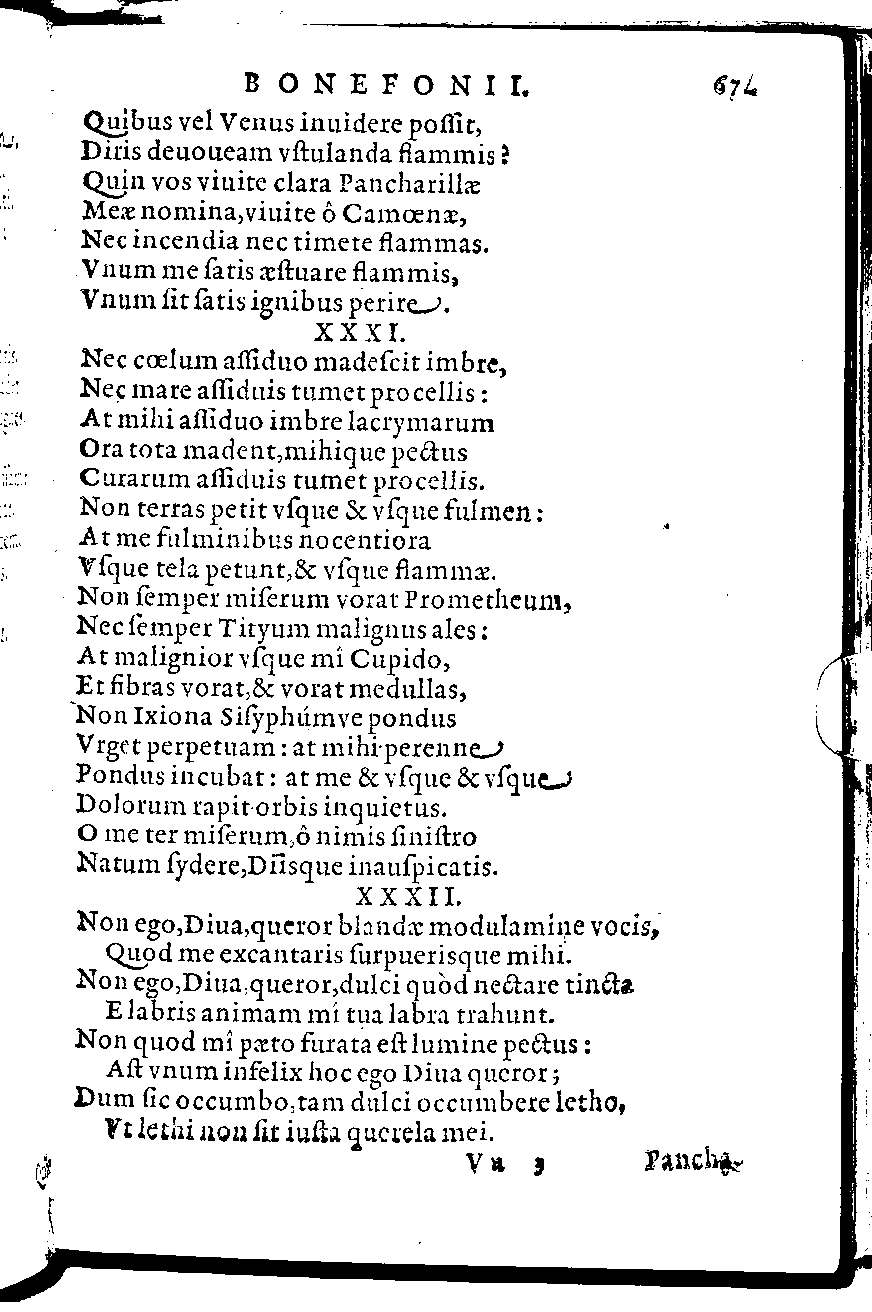 BONEFONII. 674
Quibus vel Venus inuidere poſſit,
Diris deuoueam vſtulanda flammis?
Quin vos viuite clara Pancharillæ
Meæ nomina, viuite ô Camœnæ,
Nec incendia nec timete flammas.
Vnum me ſatis æſtuare flammis,
Vnum ſit ſatis ignibus perire.
XXXI.
Nec cœlum aſſiduo madeſcit imbre,
Nec mare aſſiduis tumet procellis:
At mihi aſſiduo imbre lacrymarum
Ora tota madent, mihique pectus
Curarum aſſiduis tumet procellis.
Non terras petit vſque & vſque fulmen:
At me fulminibus nocentiora
Vſque tela petunt, & vſque flammæ.
Non ſemper miſerum vorat Prometheum,
Nec ſemper Tityum malignus ales:
At malignior vſque mî Cupido,
Et fibras vorat, & vorat medullas,
Non Ixiona Siſyphúmve pondus
Vrget perpetuam: at mihi perenne
Pondus incubat: at me & vſque & vſque
Dolorum rapit orbis inquietus.
O me ter miſerum, ô nimis ſiniſtro
Natum ſydere, Diisque inauſpicatis.
XXXII.
Non ego, Diua, queror blandæ modulamine vocis,
Quod me excantaris ſurpuerisque mihi.
Non ego, Diua, queror, dulci quòd nectare tincta
E labris animam mî tua labra trahunt.
Non quod mî pæto furata eſt lumine pectus:
Aſt vnum infelix hoc ego Diua queror;
Dum ſic occumbo, tam dulci occumbere letho,
Vt lethi non ſit iuſta querela mei.
Vu 3 Pancha-